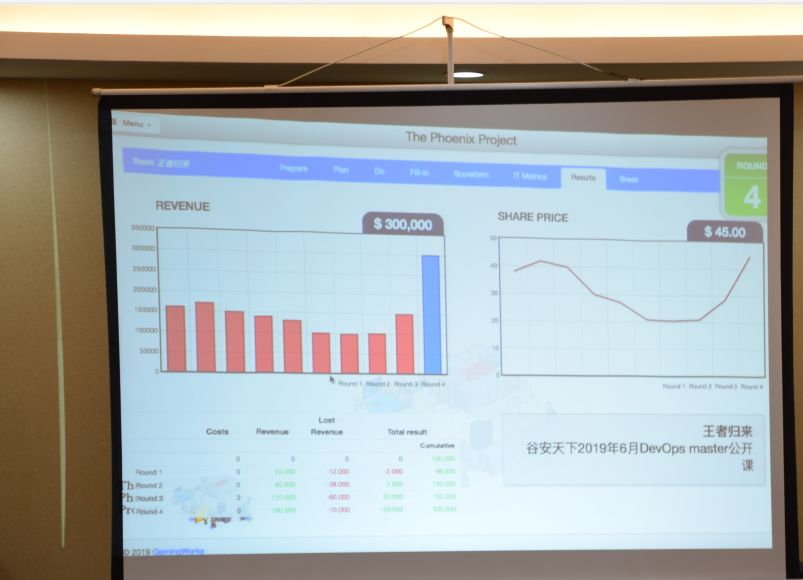 Menu
The Phoenix Project
Team 王者归来
Prepare Plan Do Fill-in Scoreform IT Metrics Results Break
ROUND
4
REVENUE
$ 300,000
350000
300000
250000
200000
150000
100000
50000
0
Round 1 Round 2 Round 3 Round 4
SHARE PRICE
$ 45.00
50
40
30
20
10
0
Round 1 Round 2 Round 3 Round 4
Costs Revenue Lost Revenue Total result
Cumulative
0 0 0 0 100.000
Round 1 0 10.000 -12.000 -2.000 98.000
Round 2 0 40.000 -38.000 2.000 100.000
Round 3 0 110.000 -60.000 50.000 150.000
Round 4 0 160.000 -10.000 150.000 300.000
王者归来
谷安天下2019年6月DevOps master公开
课
© 2019 GamingWorks